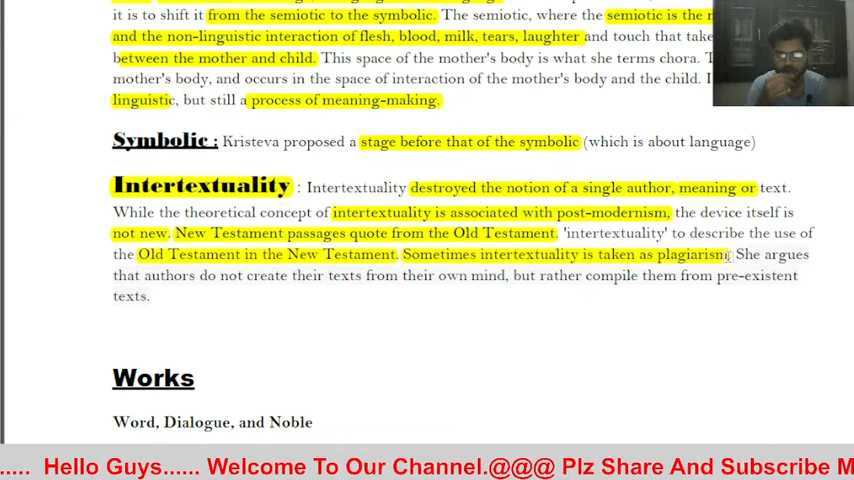 it is to shift it from the semiotic to the symbolic. The semiotic, where the semiotic is the
and the non-linguistic interaction of flesh, blood, milk, tears, laughter and touch that take
between the mother and child. This space of the mother's body is what she terms chora.
mother's body, and occurs in the space of interaction of the mother's body and the child.
linguistic, but still a process of meaning-making.
Symbolic : Kristeva proposed a stage before that of the symbolic (which is about language)
Intertextuality : Intertextuality destroyed the notion of a single author, meaning or text.
While the theoretical concept of intertextuality is associated with post-modernism, the device itself is
not new. New Testament passages quote from the Old Testament. 'intertextuality' to describe the use of
the Old Testament in the New Testament. Sometimes intertextuality is taken as plagiarism. She argues
that authors do not create their texts from their own mind, but rather compile them from pre-existent
texts.
Works
Word, Dialogue, and Noble
..... Hello Guys...... Welcome To Our Channel.@@@ Plz Share And Subscribe M